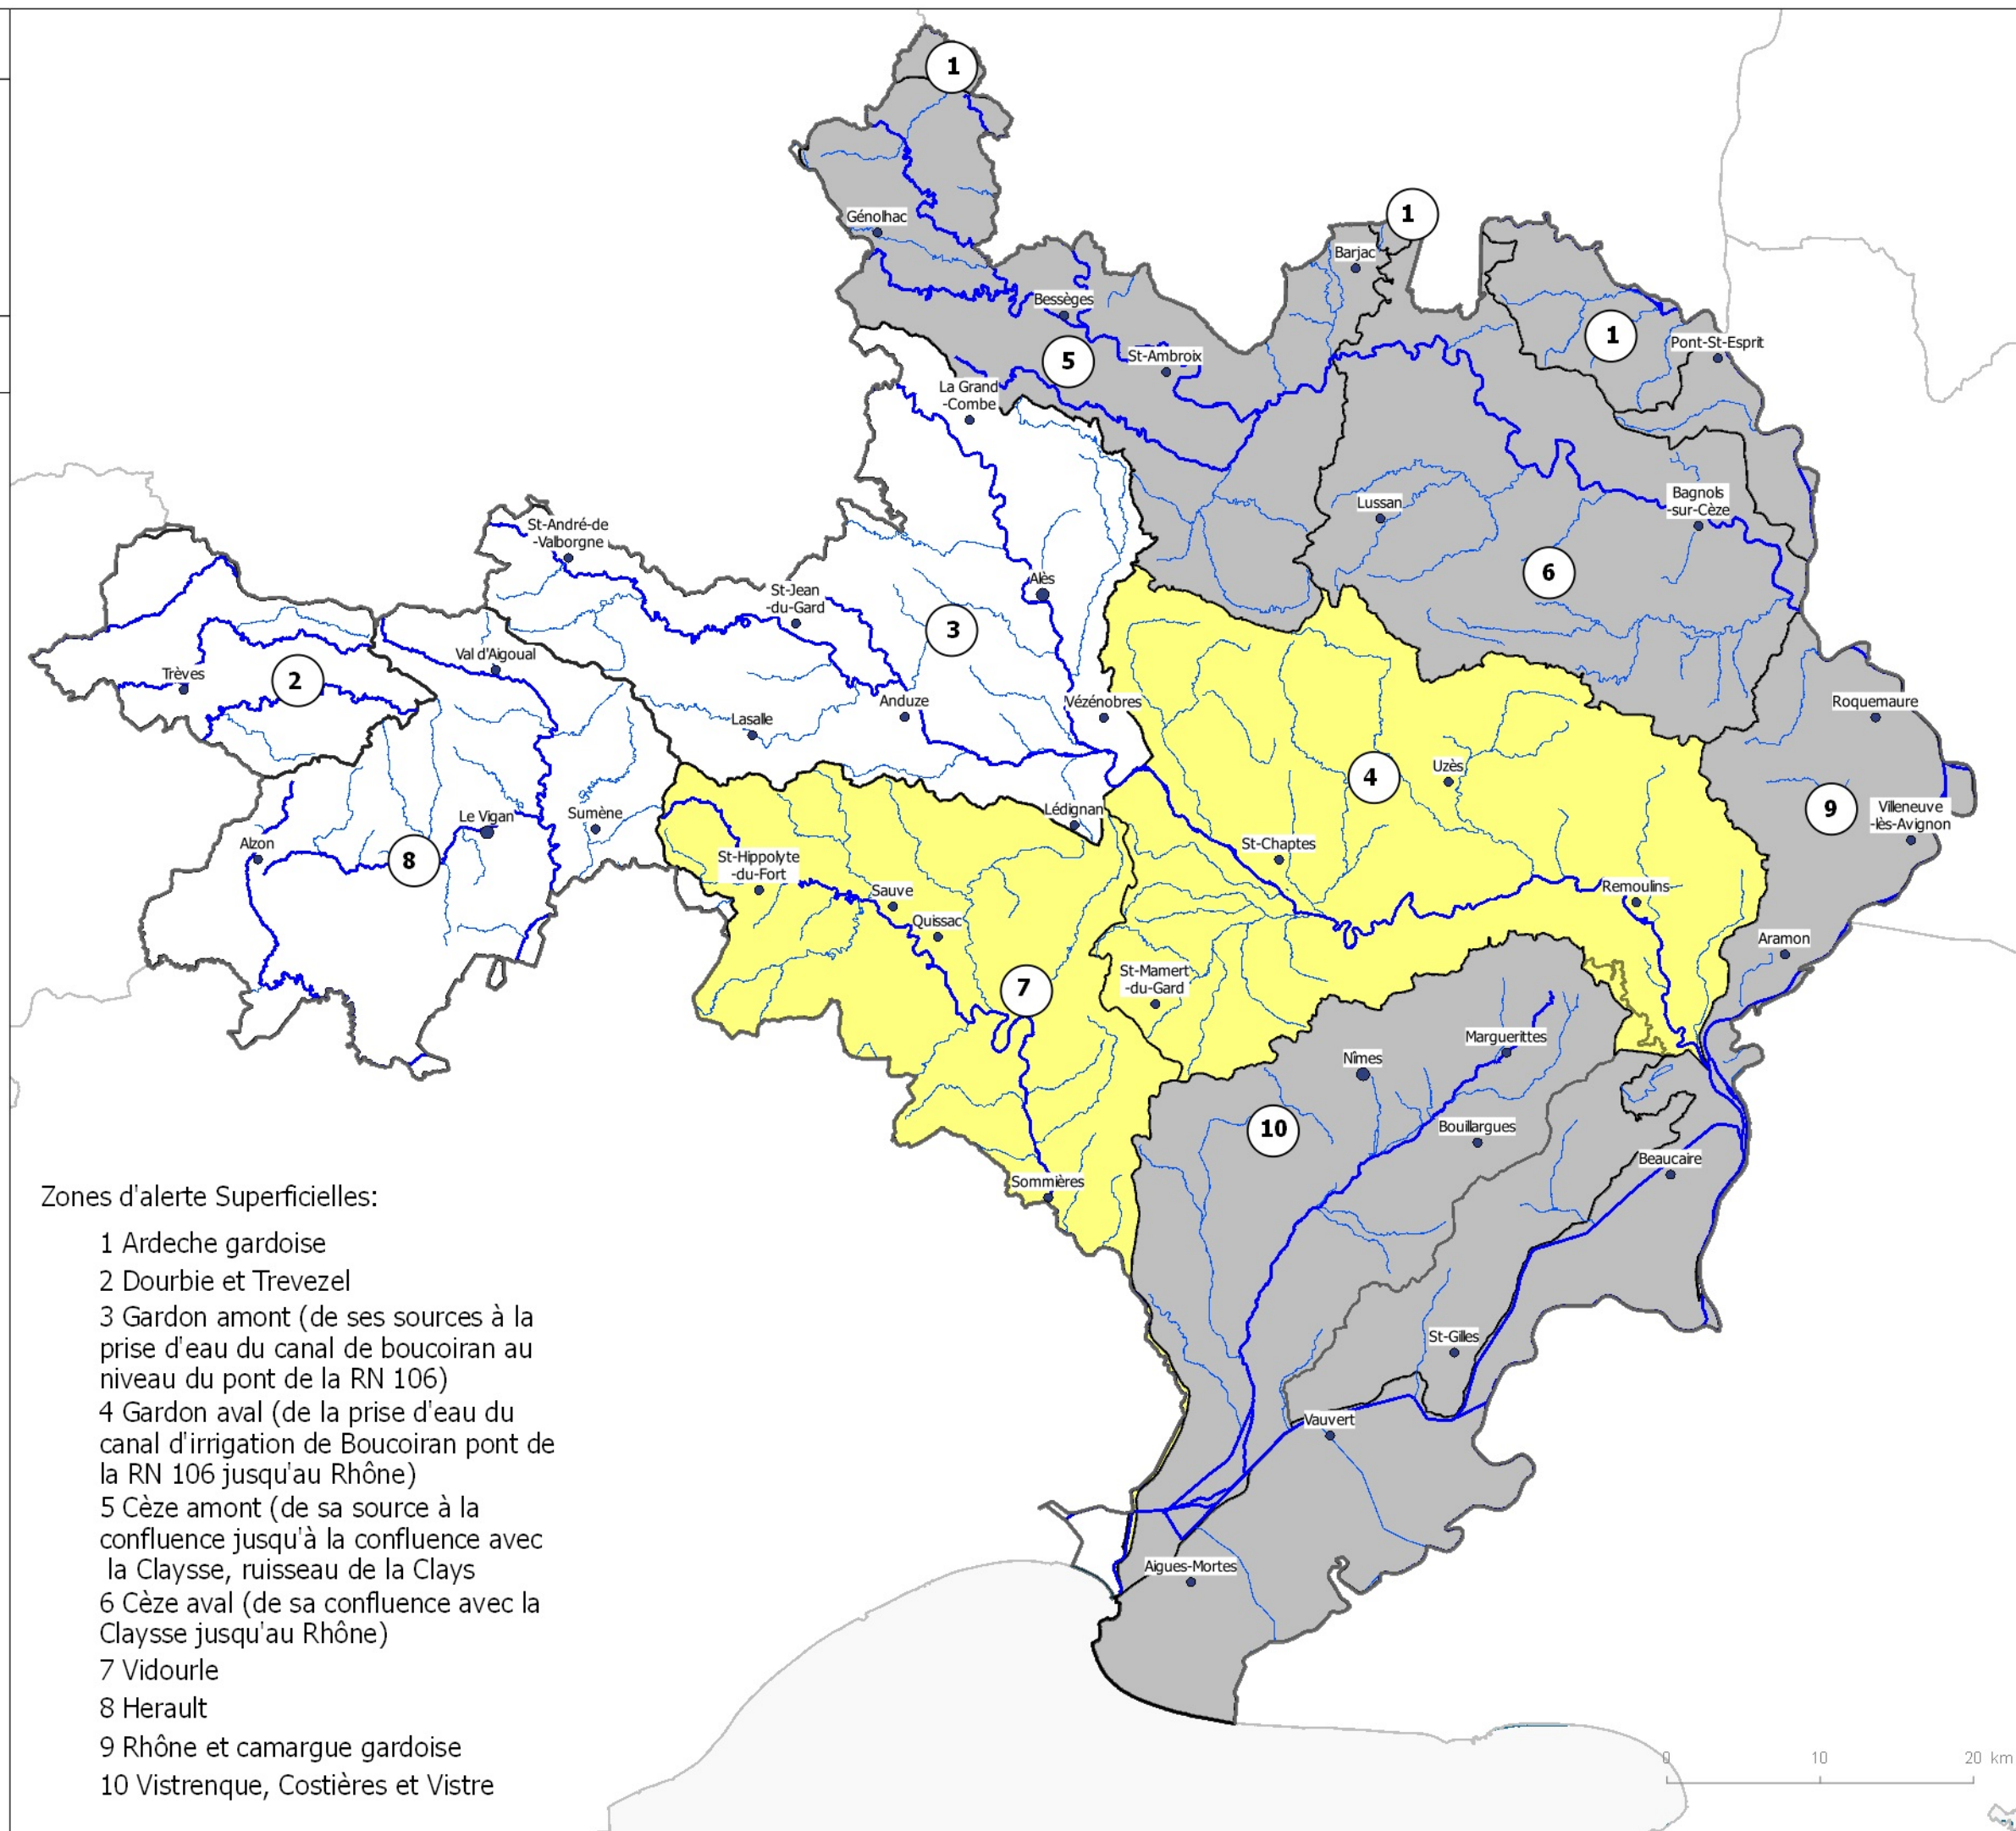 1
1
Génolhac
Barjac
Bessèges
1
5
St-Ambroix
Pont-St-Esprit
La Grand
-Combe
Lussan
Bagnols
-sur-Cèze
St-André-de
-Valborgne
6
Alès
St-Jean
-du-Gard
3
Val d'Aigoual
Trèves
2
Anduze
Vézénobres
Roquemaure
Lasalle
4
Uzès
9
Villeneuve
-lès-Avignon
Lédignan
Le Vigan
Sumène
Alzon
8
St-Chaptes
St-Hippolyte
-du-Fort
Sauve
Remoulins
Quissac
Aramon
7
St-Mamert
-du-Gard
Marguerittes
Nîmes
10
Bouillargues
Beaucaire
Sommières
St-Gilles
Vauvert
Aigues-Mortes
Zones d'alerte Superficielles:
1 Ardeche gardoise
2 Dourbie et Trevezel
3 Gardon amont (de ses sources à la
prise d'eau du canal de boucoiran au
niveau du pont de la RN 106)
4 Gardon aval (de la prise d'eau du
canal d'irrigation de Boucoiran pont de
la RN 106 jusqu'au Rhône)
5 Cèze amont (de sa source à la
confluence jusqu'à la confluence avec
la Claysse, ruisseau de la Clays
6 Cèze aval (de sa confluence avec la
Claysse jusqu'au Rhône)
7 Vidourle
8 Herault
9 Rhône et camargue gardoise
10 Vistrenque, Costières et Vistre
0 10 20 km